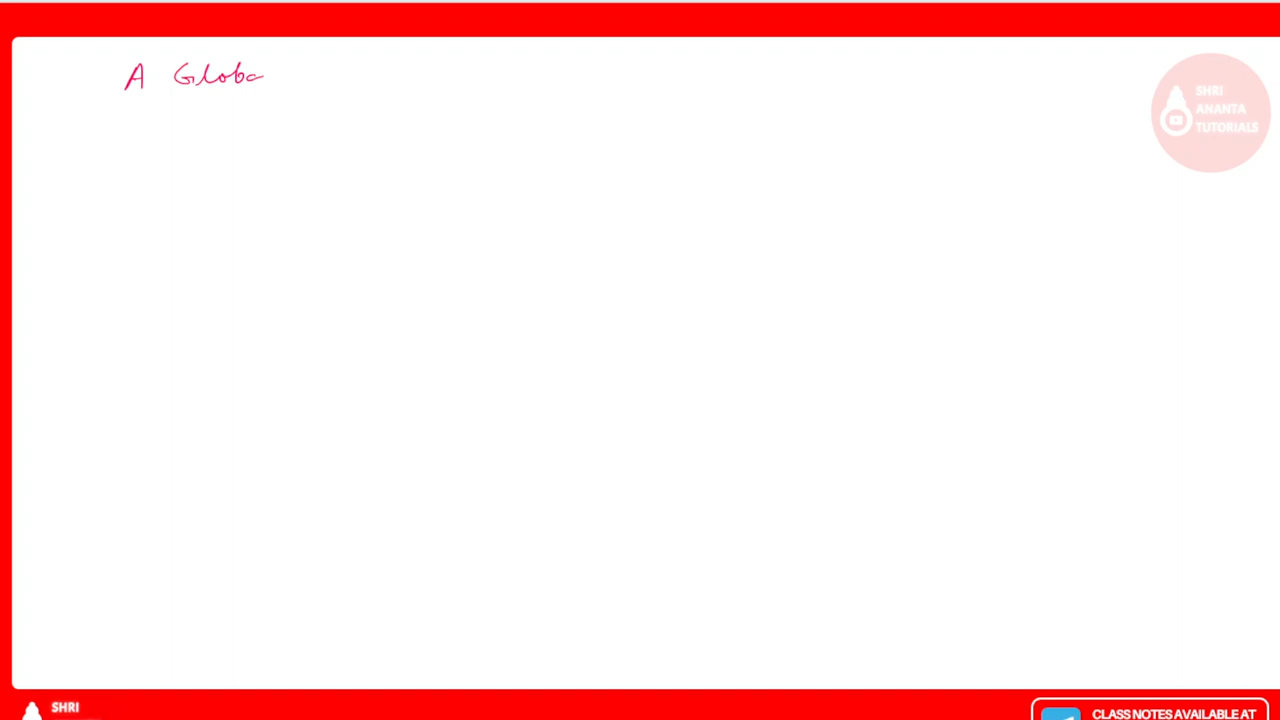 A Globa
SHRI
ANANTA
TUTORIALS
SHRI
CLASS NOTES AVAILABLE AT